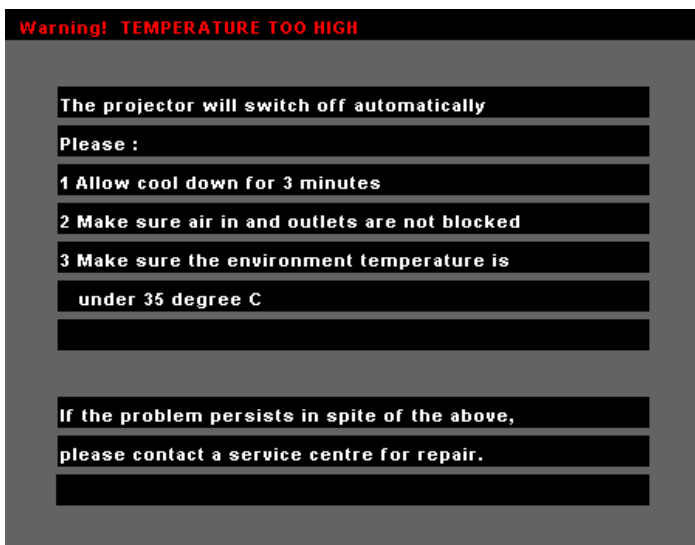 Warning! TEMPERATURE TOO HIGH
The projector will switch off automatically
Please :
1 Allow cool down for 3 minutes
2 Make sure air in and outlets are not blocked
3 Make sure the environment temperature is
under 35 degree C
If the problem persists in spite of the above,
please contact a service centre for repair.